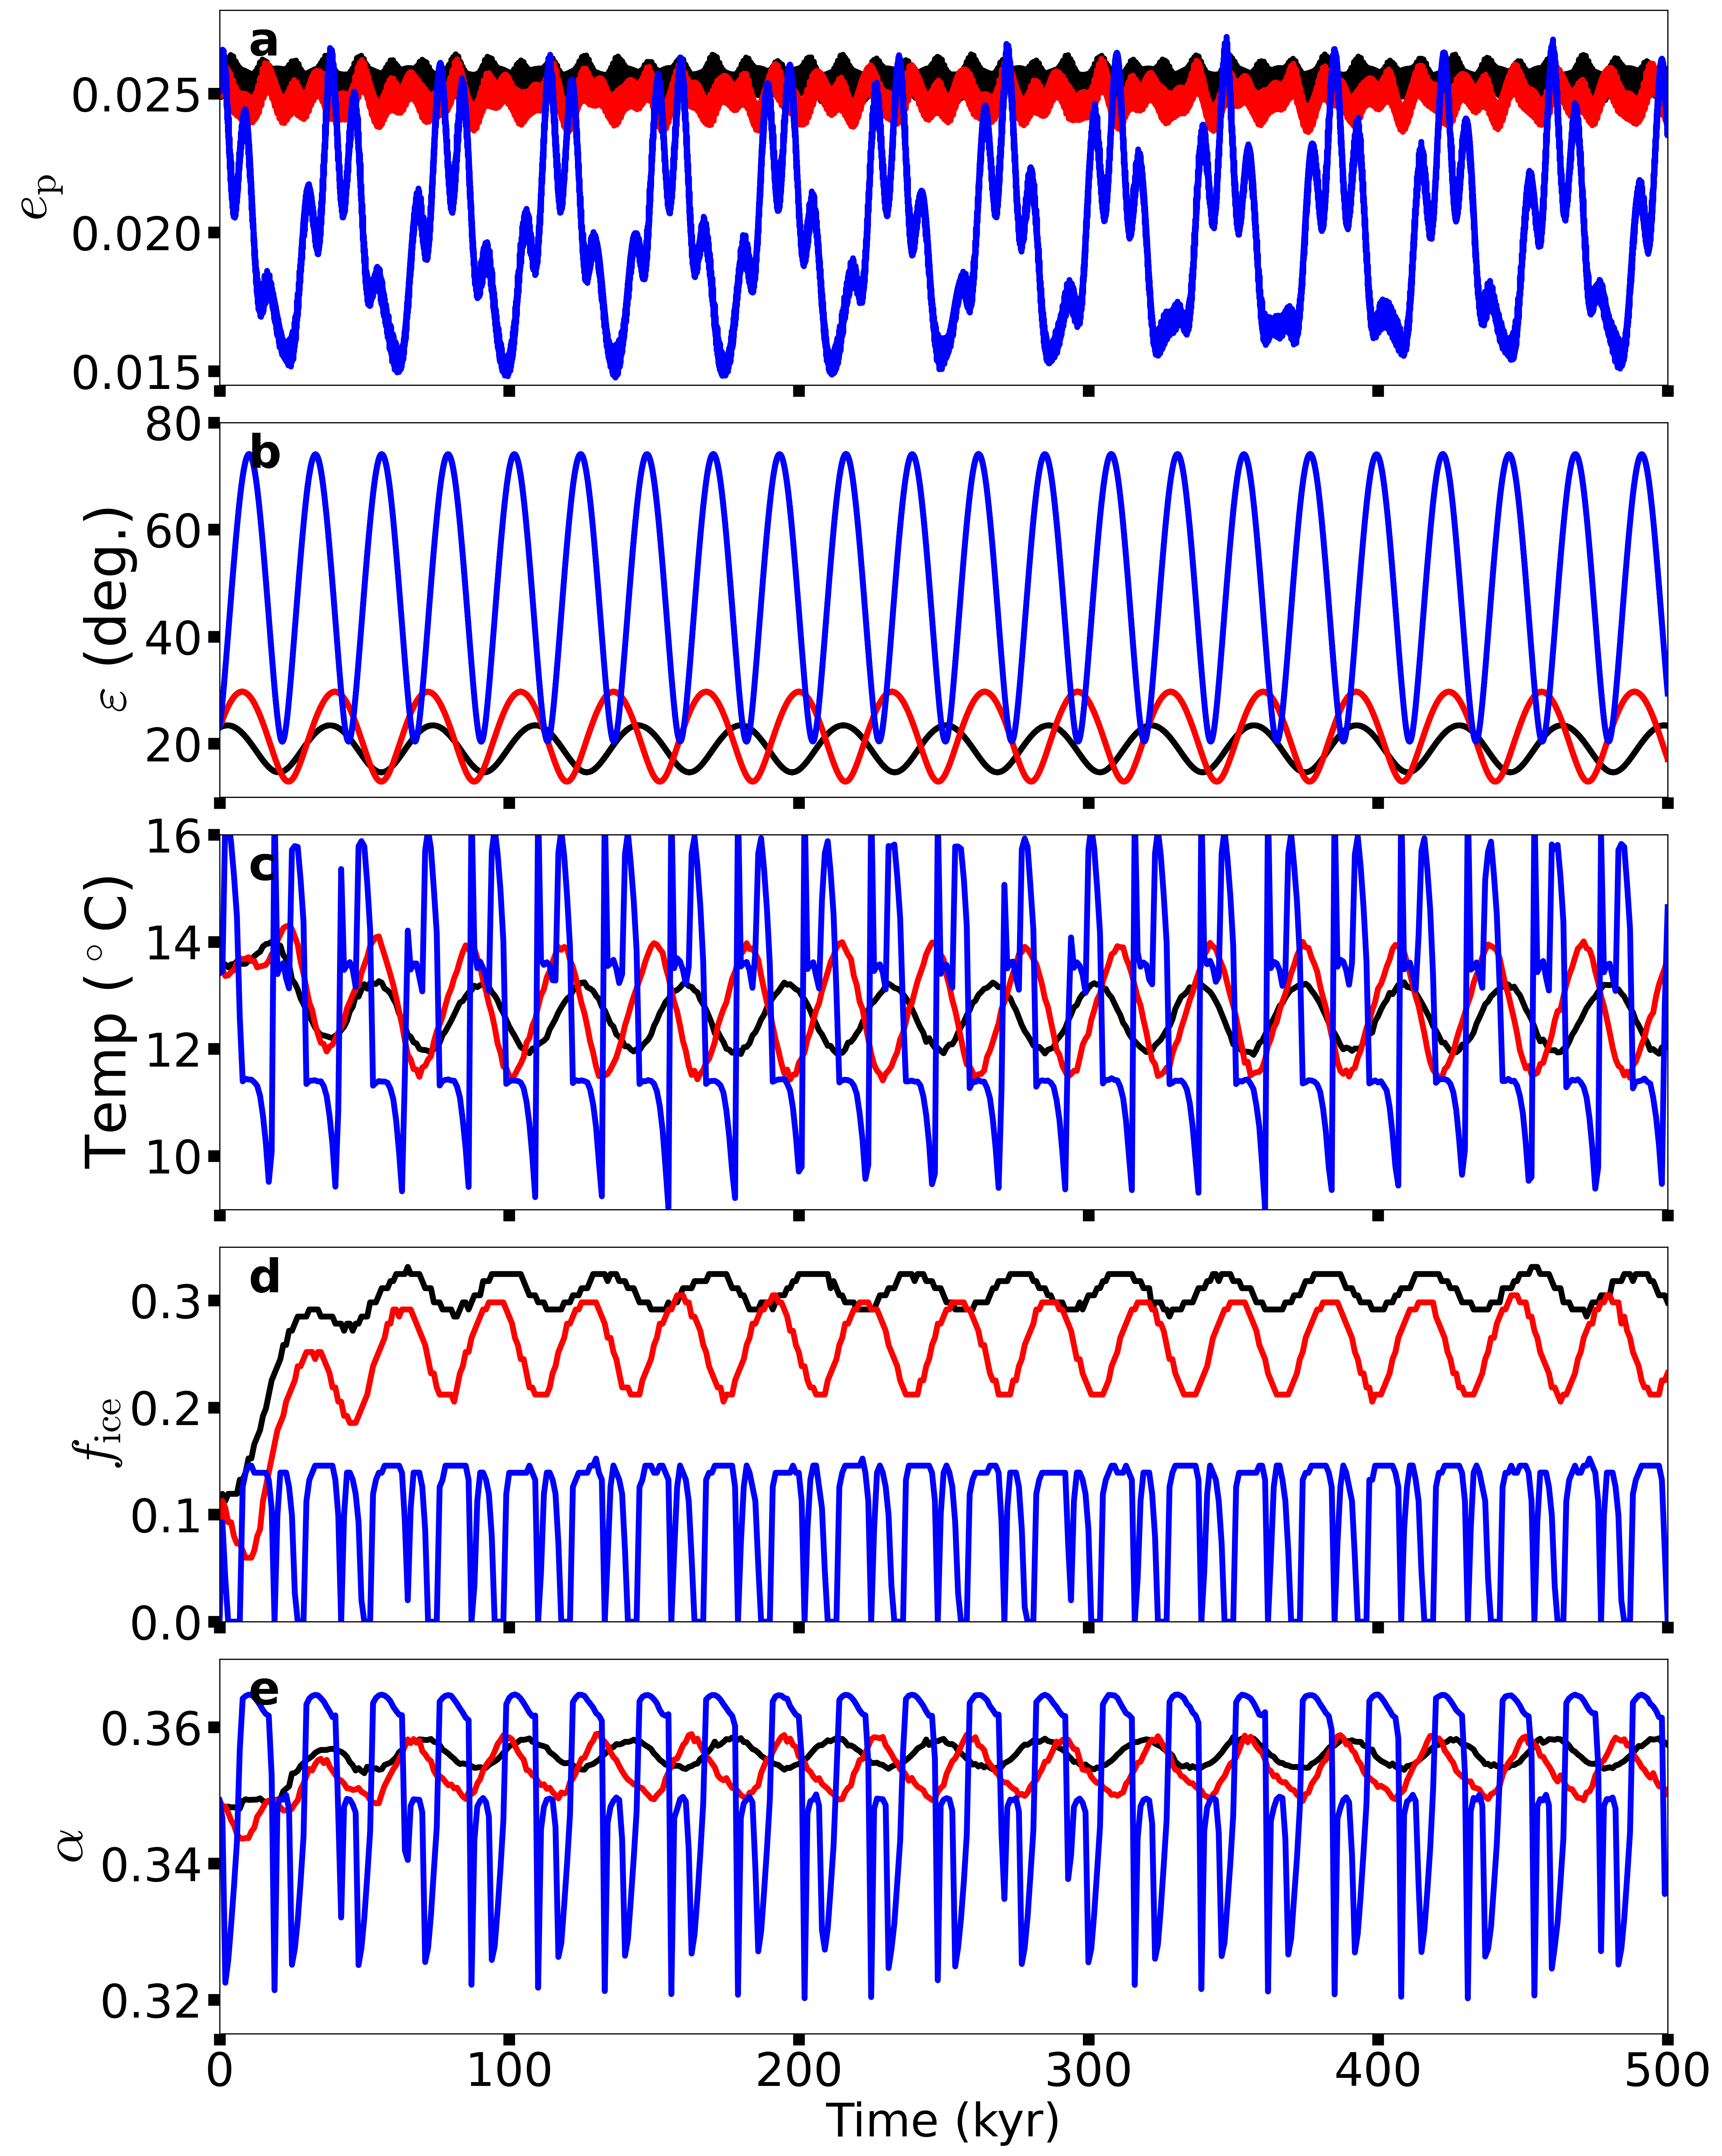 a
0.025
0.020
0.015
e_p
b
80
60
40
20
ε (deg.)
c
16
14
12
10
Temp (°C)
d
0.3
0.2
0.1
0.0
f_ice
e
0.36
0.34
0.32
α
0 100 200 300 400 500
Time (kyr)